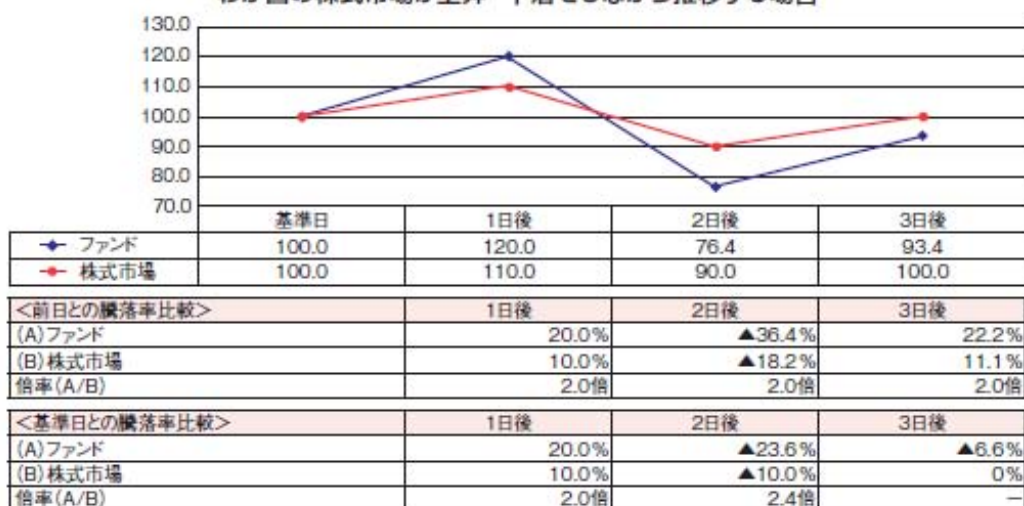 130.0
120.0
110.0
100.0
90.0
80.0
70.0
基準日 1日後 2日後 3日後
ファンド 100.0 120.0 76.4 93.4
株式市場 100.0 110.0 90.0 100.0
<前日との騰落率比較> 1日後 2日後 3日後
(A)ファンド 20.0% ▲36.4% 22.2%
(B)株式市場 10.0% ▲18.2% 11.1%
倍率(A/B) 2.0倍 2.0倍 2.0倍
<基準日との騰落率比較> 1日後 2日後 3日後
(A)ファンド 20.0% ▲23.6% ▲6.6%
(B)株式市場 10.0% ▲10.0% 0%
倍率(A/B) 2.0倍 2.4倍 −